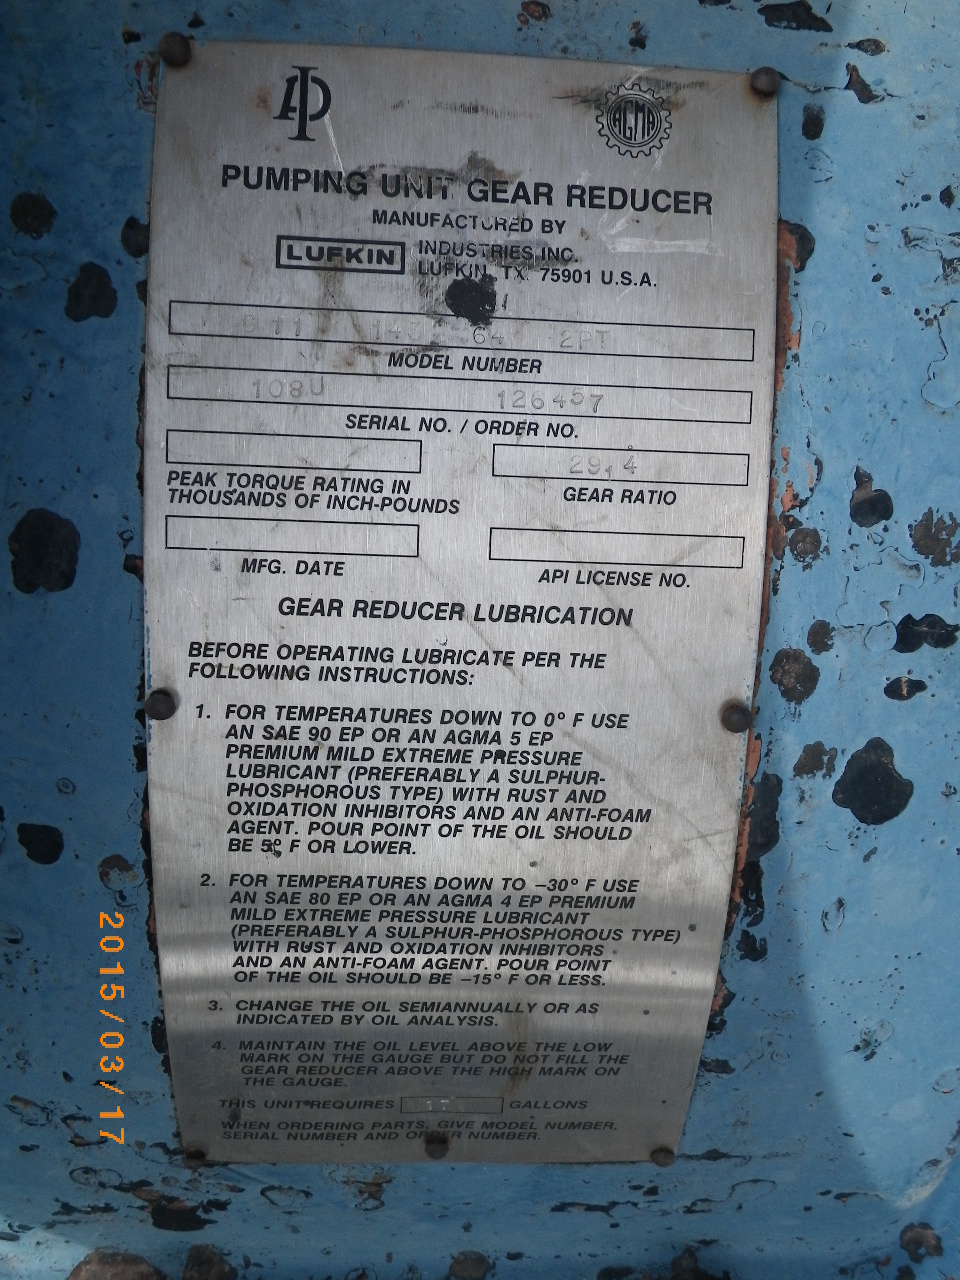 API
AGMA
PUMPING UNIT GEAR REDUCER
MANUFACTURED BY
LUFKIN INDUSTRIES INC.
LUFKIN, TX. 75901 U.S.A.
64 2PT
MODEL NUMBER
108U 126457
SERIAL NO. / ORDER NO.
29.4
PEAK TORQUE RATING IN
THOUSANDS OF INCH-POUNDS
GEAR RATIO
MFG. DATE
API LICENSE NO.
GEAR REDUCER LUBRICATION
BEFORE OPERATING LUBRICATE PER THE
FOLLOWING INSTRUCTIONS:
1. FOR TEMPERATURES DOWN TO 0° F USE
AN SAE 90 EP OR AN AGMA 5 EP
PREMIUM MILD EXTREME PRESSURE
LUBRICANT (PREFERABLY A SULPHUR-
PHOSPHOROUS TYPE) WITH RUST AND
OXIDATION INHIBITORS AND AN ANTI-FOAM
AGENT. POUR POINT OF THE OIL SHOULD
BE 5° F OR LOWER.
2. FOR TEMPERATURES DOWN TO –30° F USE
AN SAE 80 EP OR AN AGMA 4 EP PREMIUM
MILD EXTREME PRESSURE LUBRICANT
(PREFERABLY A SULPHUR-PHOSPHOROUS TYPE)
WITH RUST AND OXIDATION INHIBITORS
AND AN ANTI-FOAM AGENT. POUR POINT
OF THE OIL SHOULD BE –15° F OR LESS.
3. CHANGE THE OIL SEMIANNUALLY OR AS
INDICATED BY OIL ANALYSIS.
4. MAINTAIN THE OIL LEVEL ABOVE THE LOW
MARK ON THE GAUGE BUT DO NOT FILL THE
GEAR REDUCER ABOVE THE HIGH MARK ON
THE GAUGE.
THIS UNIT REQUIRES 17 GALLONS
WHEN ORDERING PARTS, GIVE MODEL NUMBER,
SERIAL NUMBER AND ORDER NUMBER.
2015/03/17